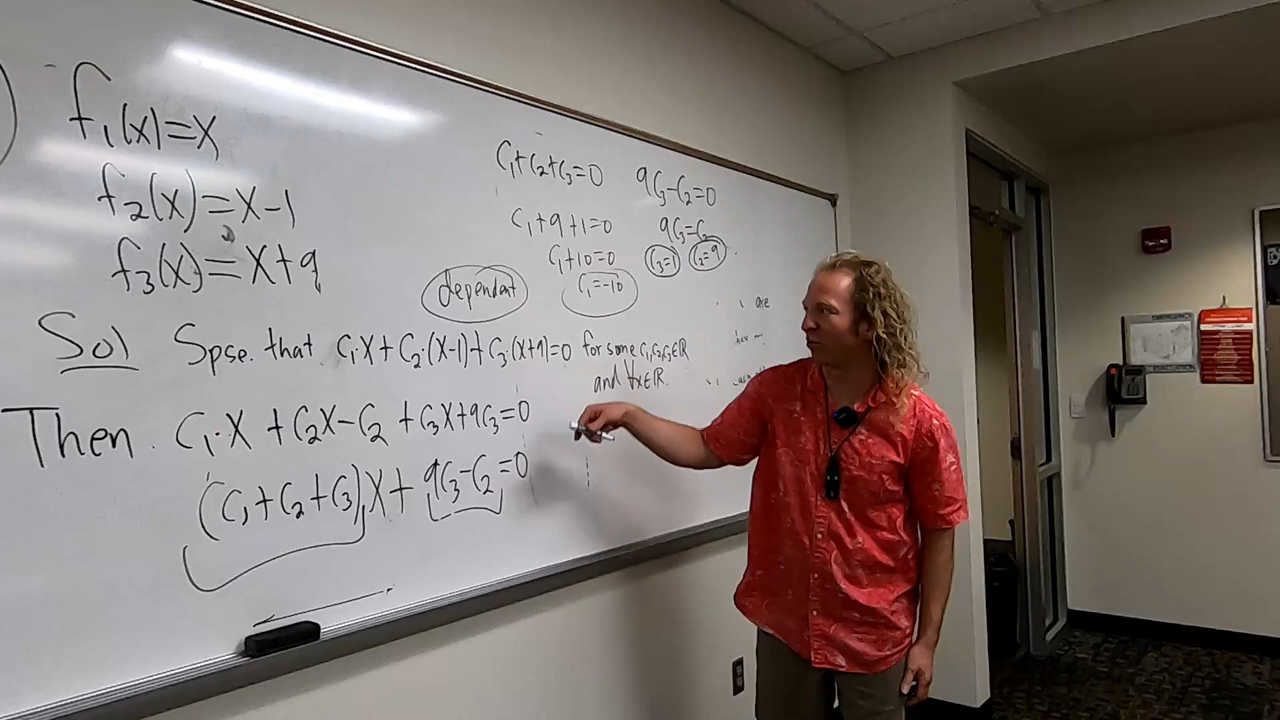 f₁(x)=x
f₂(x)=x-1
f₃(x)=x+9
c₁+c₂+c₃=0
c₁+9+1=0
c₁+10=0
c₁=-10
9c₃-c₂=0
9c₃=c₂
c₃=1 c₂=9
dependent
Sol Spse. that c₁x+c₂·(x-1)+c₃(x+9)=0 for some c₁,c₂,c₃∈ℝ
and ∀x∈ℝ.
are
Then. c₁·x+c₂x-c₂+c₃x+9c₃=0
(c₁+c₂+c₃)x+9c₃-c₂=0